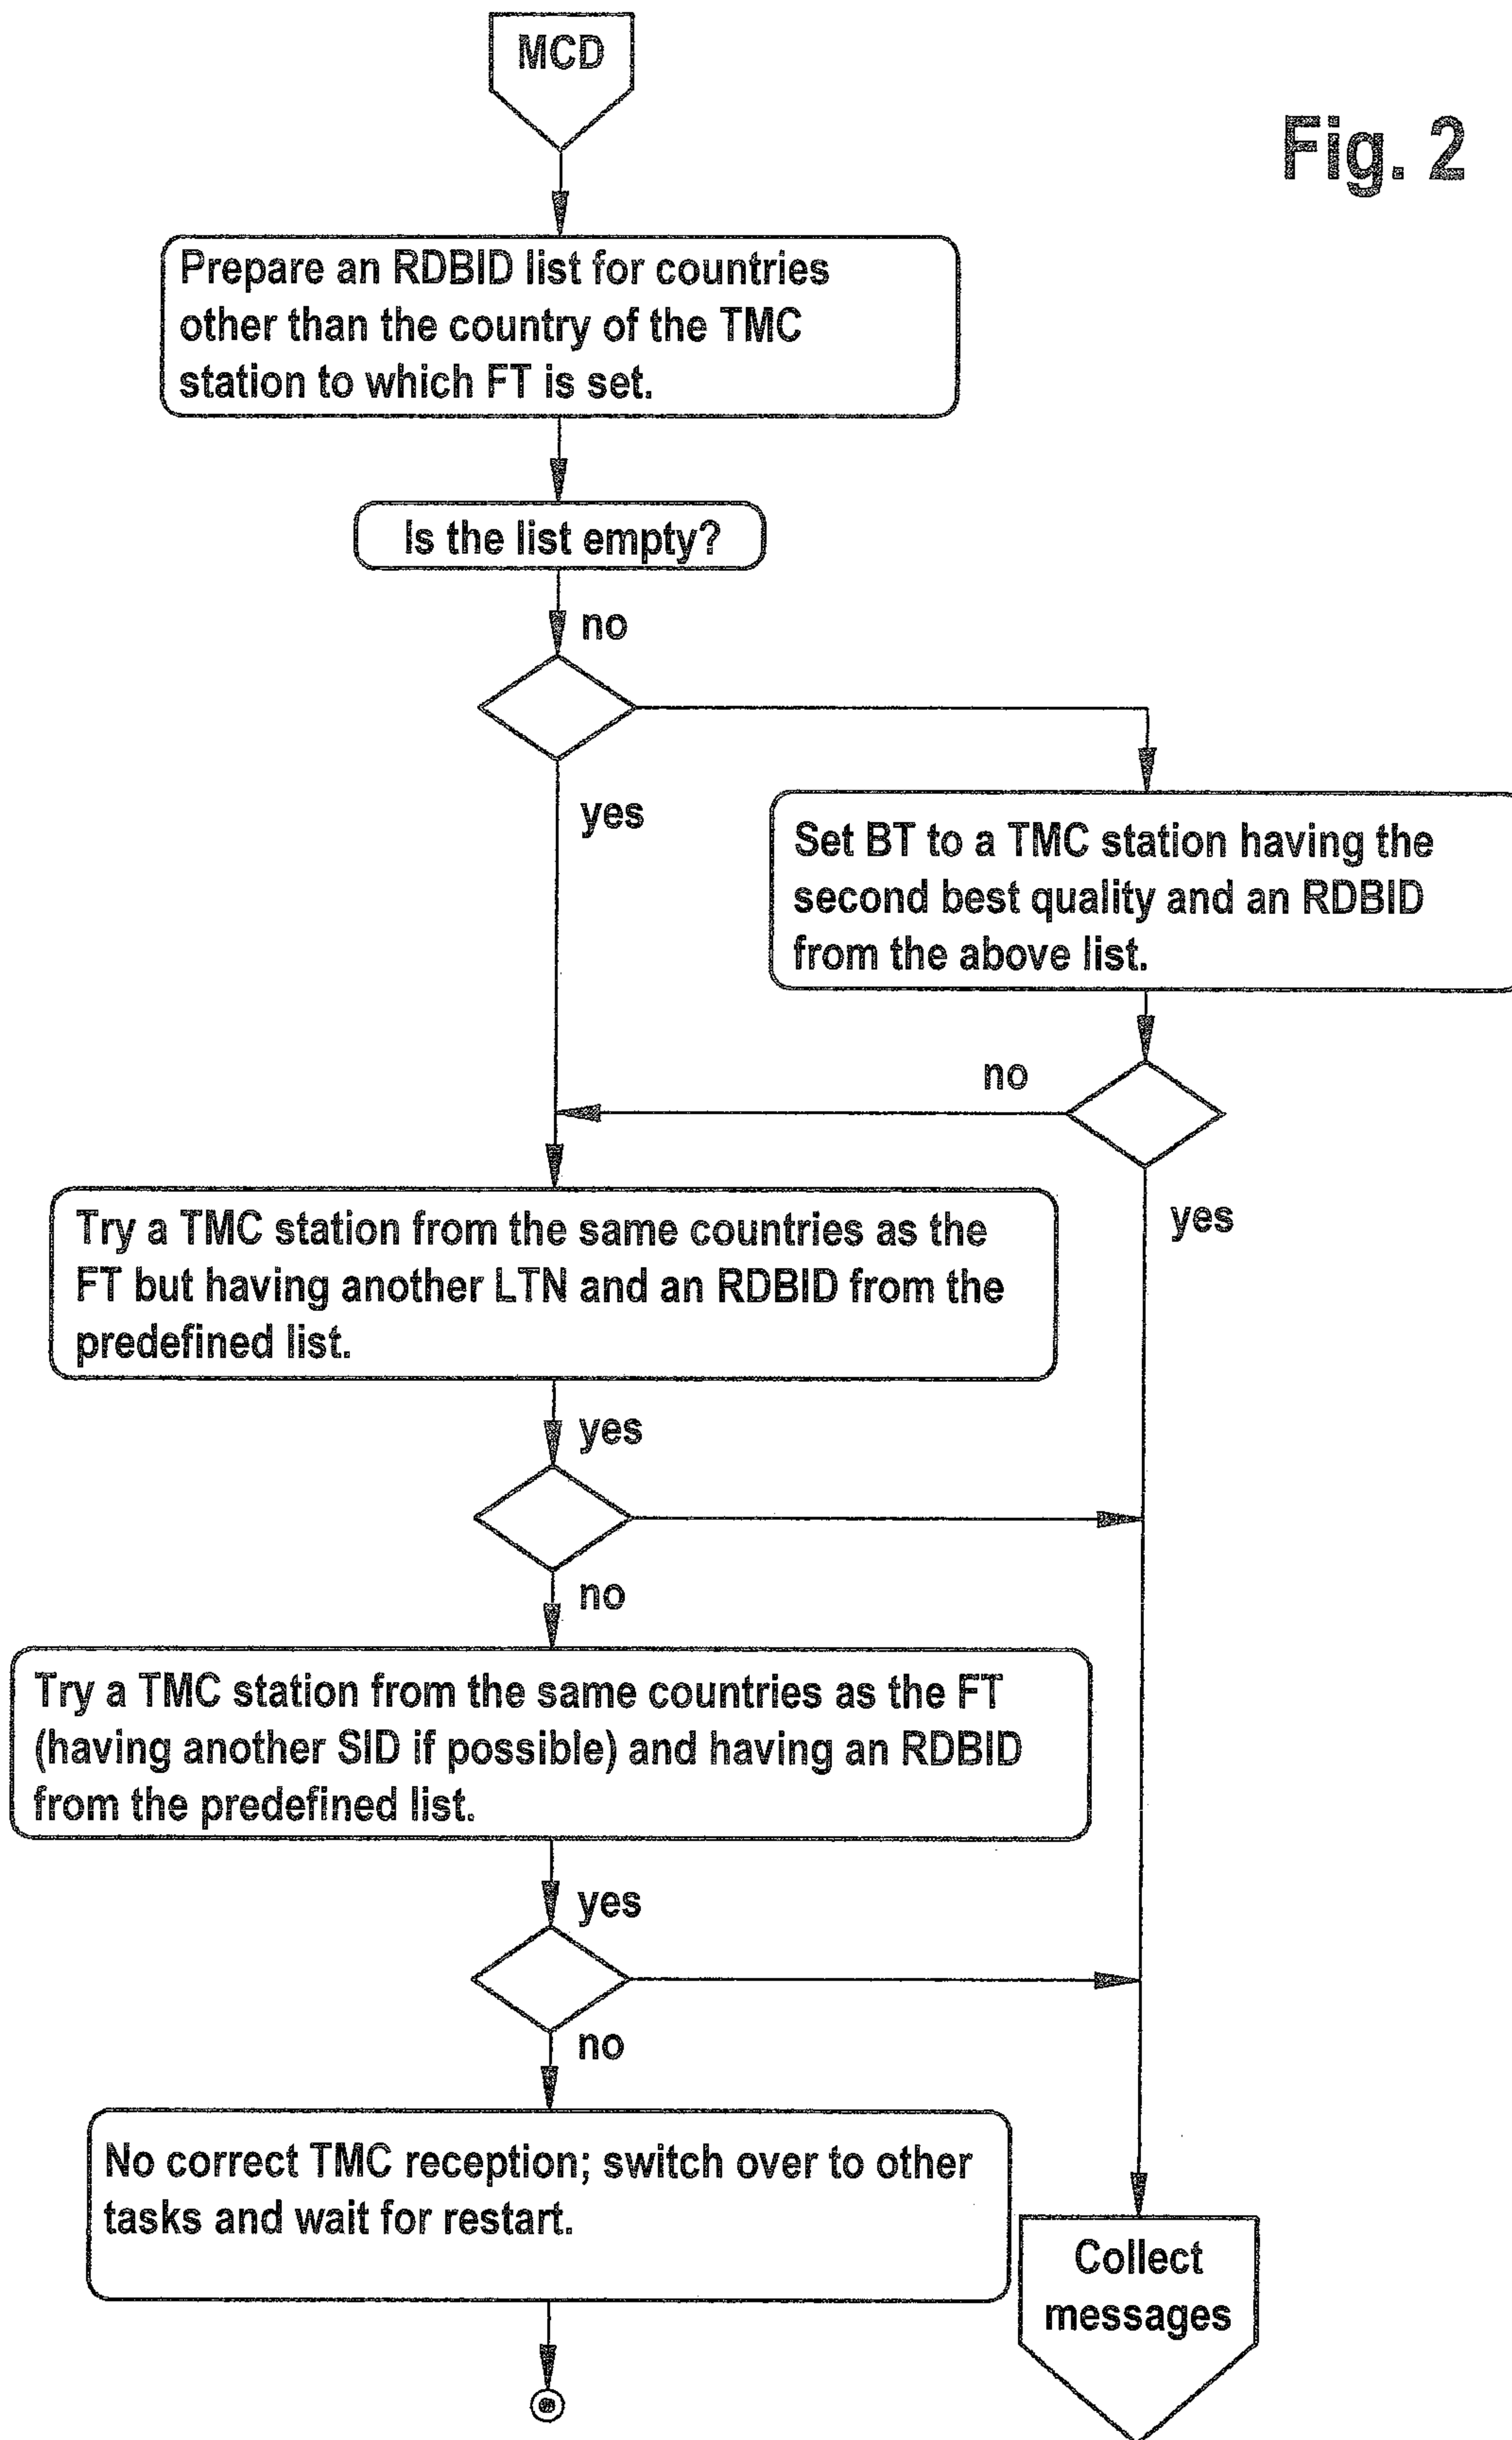 MCD
Fig. 2
Prepare an RDBID list for countries
other than the country of the TMC
station to which FT is set.
Is the list empty?
no
yes
Set BT to a TMC station having the
second best quality and an RDBID
from the above list.
no
yes
Try a TMC station from the same countries as the
FT but having another LTN and an RDBID from the
predefined list.
yes
no
Try a TMC station from the same countries as the FT
(having another SID if possible) and having an RDBID
from the predefined list.
yes
no
No correct TMC reception; switch over to other
tasks and wait for restart.
Collect
messages